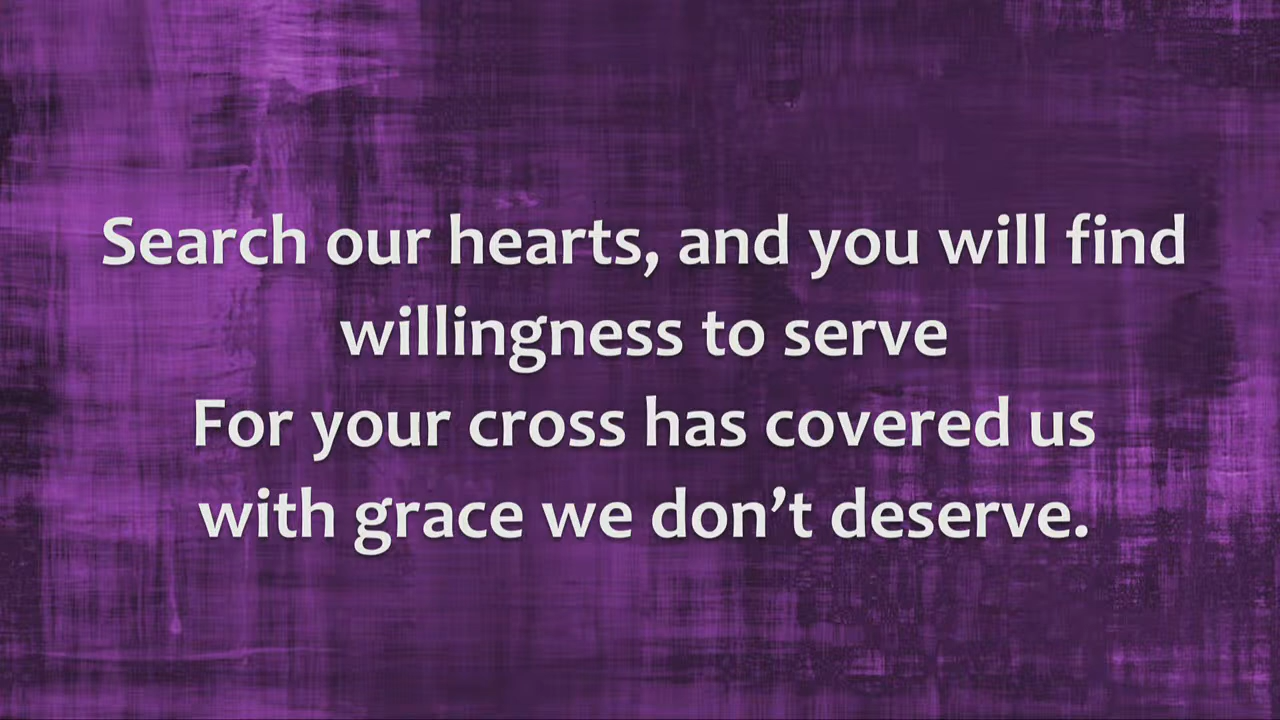 Search our hearts, and you will find
willingness to serve
For your cross has covered us
with grace we don’t deserve.